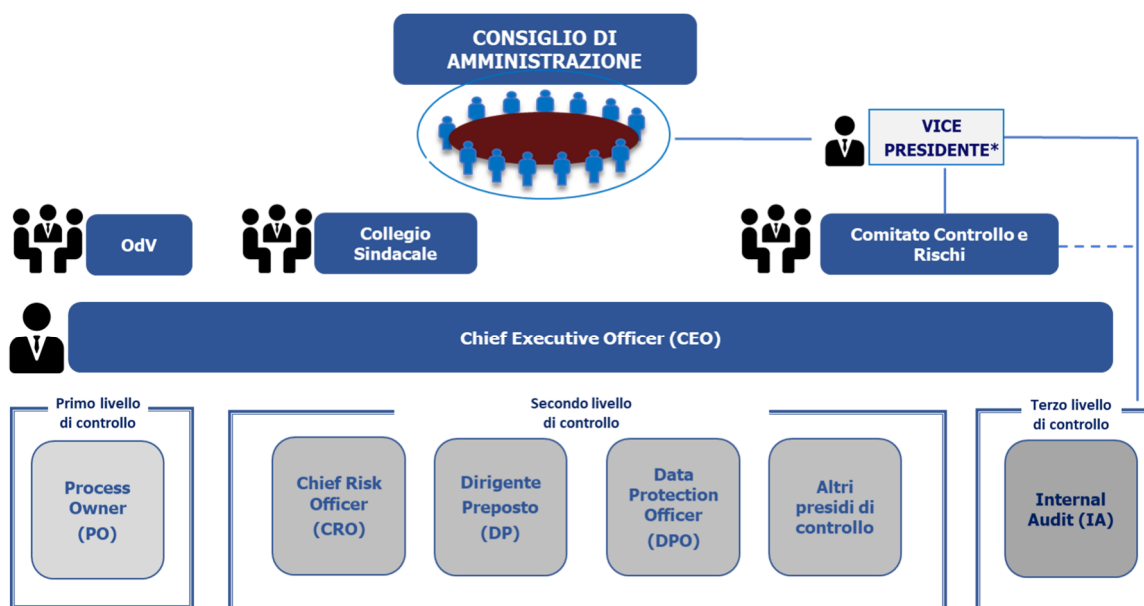 CONSIGLIO DI
AMMINISTRAZIONE
VICE
PRESIDENTE*
OdV
Collegio
Sindacale
Comitato Controllo e
Rischi
Chief Executive Officer (CEO)
Primo livello
di controllo
Process
Owner
(PO)
Secondo livello
di controllo
Chief Risk
Officer
(CRO)
Dirigente
Preposto
(DP)
Data
Protection
Officer
(DPO)
Altri
presidi di
controllo
Terzo livello
di controllo
Internal
Audit (IA)